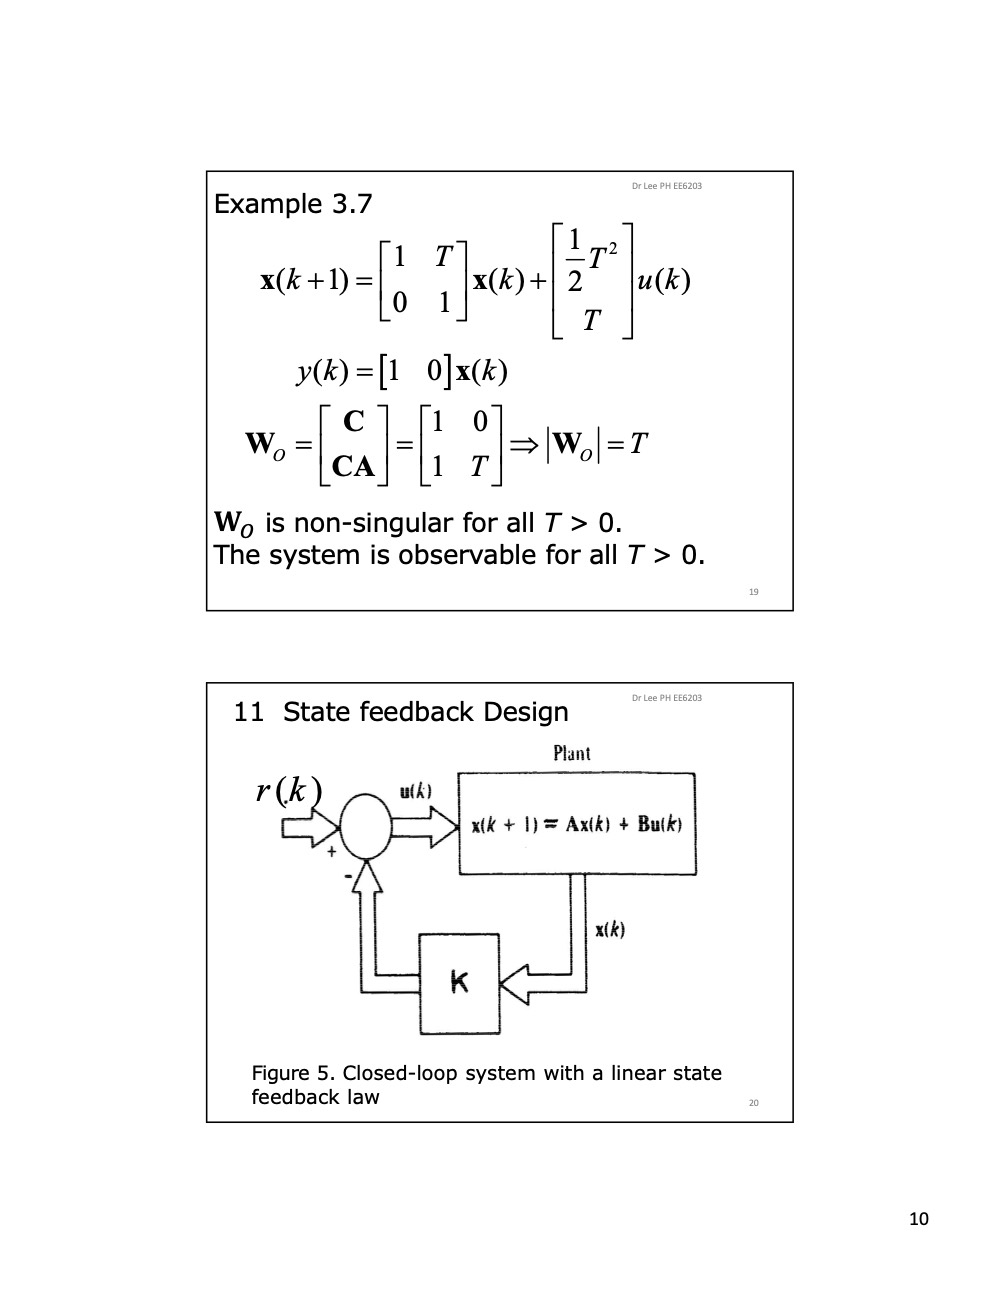 Dr Lee PH EE6203
Example 3.7
x(k+1) = [1 T; 0 1] x(k) + [1/2 T²; T] u(k)
y(k) = [1 0] x(k)
W_O = [C; CA] = [1 0; 1 T] ⇒ |W_O| = T
W_O is non-singular for all T > 0.
The system is observable for all T > 0.
19
Dr Lee PH EE6203
11 State feedback Design
Plant
r(k)
u(k)
x(k + 1) = Ax(k) + Bu(k)
+
-
x(k)
K
Figure 5. Closed-loop system with a linear state
feedback law
20
10